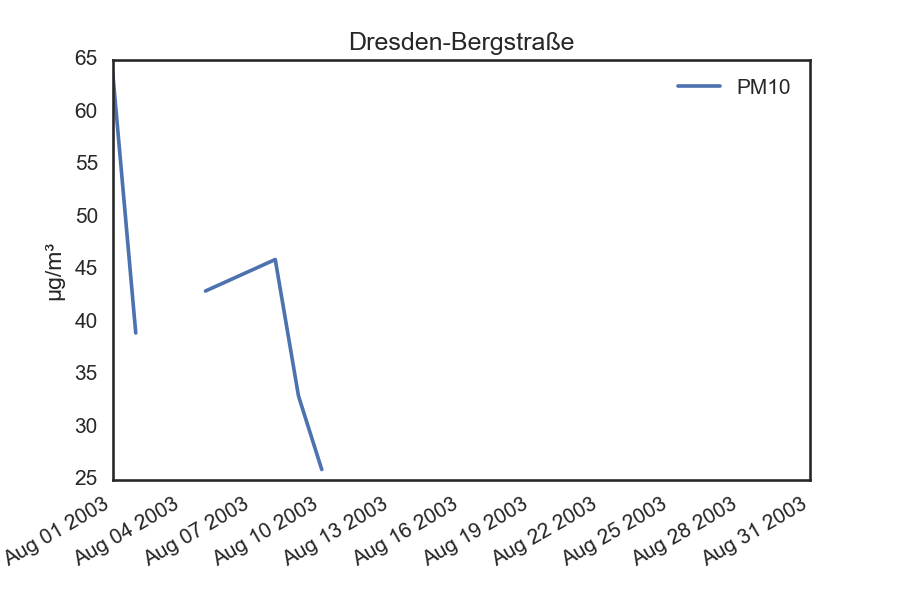 Dresden-Bergstraße
65
60
55
50
45
40
35
30
25
µg/m³
PM10
Aug 01 2003
Aug 04 2003
Aug 07 2003
Aug 10 2003
Aug 13 2003
Aug 16 2003
Aug 19 2003
Aug 22 2003
Aug 25 2003
Aug 28 2003
Aug 31 2003